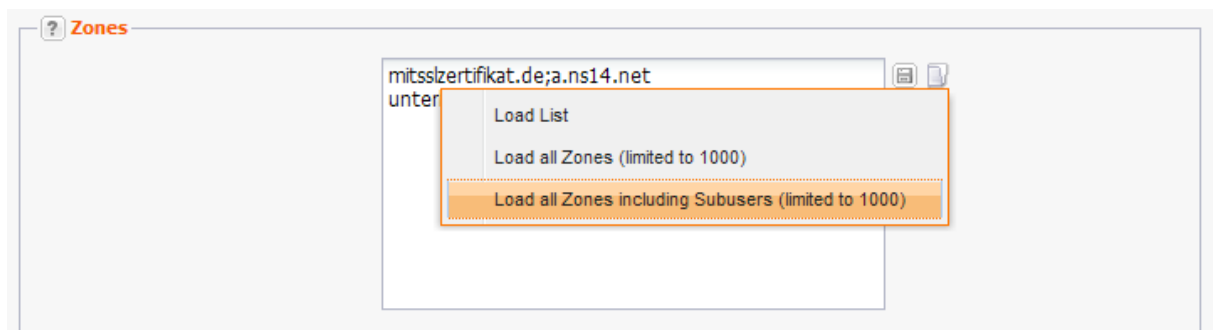 ? Zones
mitsslzertifikat.de;a.ns14.net
unter
Load List
Load all Zones (limited to 1000)
Load all Zones including Subusers (limited to 1000)